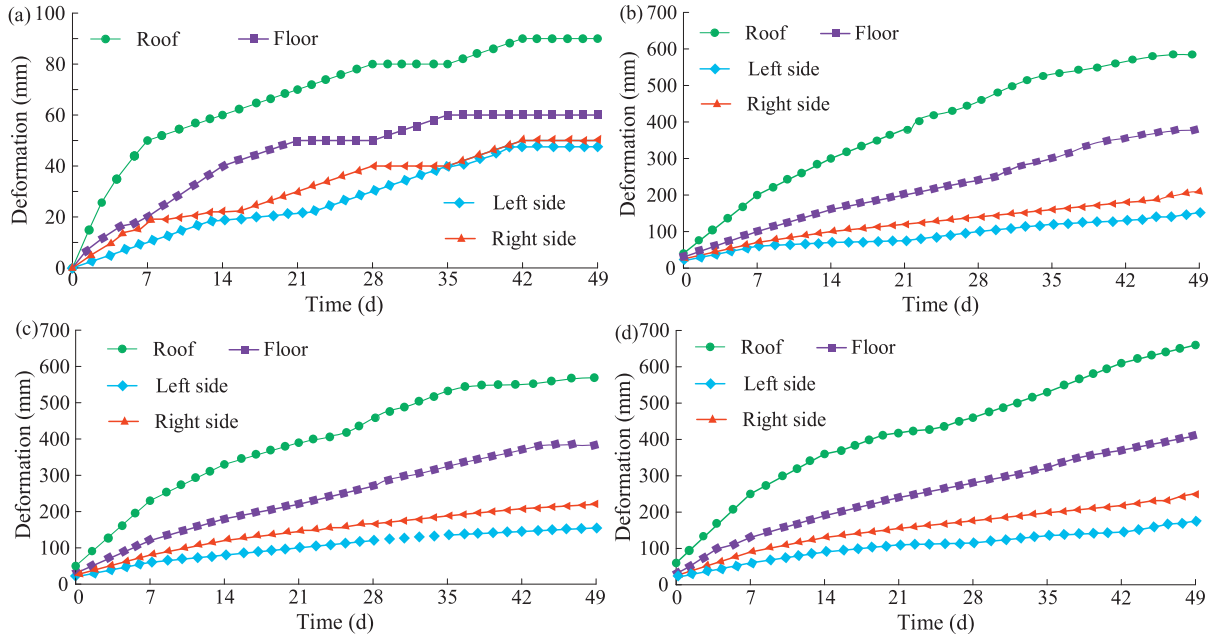 (a)
Deformation (mm)
100
80
60
40
20
0
Roof
Floor
Left side
Right side
0 7 14 21 28 35 42 49
Time (d)
(b)
Deformation (mm)
700
600
500
400
300
200
100
0
Roof
Floor
Left side
Right side
0 7 14 21 28 35 42 49
Time (d)
(c)
Deformation (mm)
700
600
500
400
300
200
100
0
Roof
Floor
Left side
Right side
0 7 14 21 28 35 42 49
Time (d)
(d)
Deformation (mm)
700
600
500
400
300
200
100
0
Roof
Floor
Left side
Right side
0 7 14 21 28 35 42 49
Time (d)